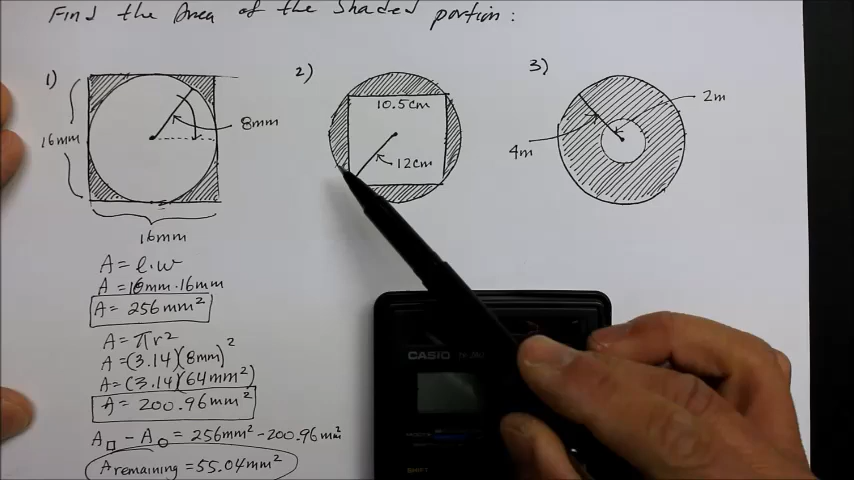 Find the Area of the Shaded portion:
1)
16mm
8mm
16mm
2)
10.5cm
12cm
3)
2m
4m
A = l.w
A = 16mm.16mm
A = 256mm²
A = πr²
A = (3.14)(8mm)²
A = (3.14)(64mm²)
A = 200.96mm²
A□ - A○ = 256mm² - 200.96mm²
Aremaining = 55.04mm²
CASIO
SHIFT